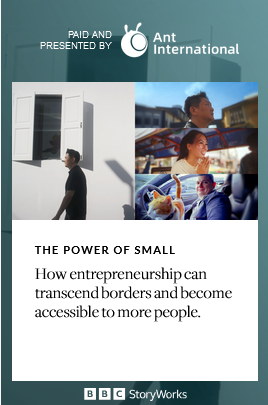 PAID AND
PRESENTED BY
Ant
International
THE POWER OF SMALL
How entrepreneurship can
transcend borders and become
accessible to more people.
BBC StoryWorks